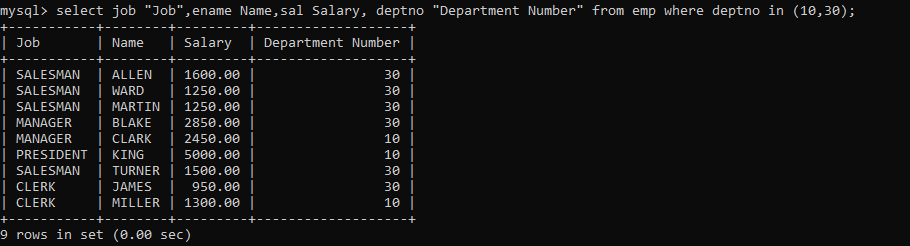 mysql> select job "Job",ename Name,sal Salary, deptno "Department Number" from emp where deptno in (10,30);
+-----------+--------+---------+-------------------+
| Job       | Name   | Salary  | Department Number |
+-----------+--------+---------+-------------------+
| SALESMAN  | ALLEN  | 1600.00 |                30 |
| SALESMAN  | WARD   | 1250.00 |                30 |
| SALESMAN  | MARTIN | 1250.00 |                30 |
| MANAGER   | BLAKE  | 2850.00 |                30 |
| MANAGER   | CLARK  | 2450.00 |                10 |
| PRESIDENT | KING   | 5000.00 |                10 |
| SALESMAN  | TURNER | 1500.00 |                30 |
| CLERK     | JAMES  |  950.00 |                30 |
| CLERK     | MILLER | 1300.00 |                10 |
+-----------+--------+---------+-------------------+
9 rows in set (0.00 sec)